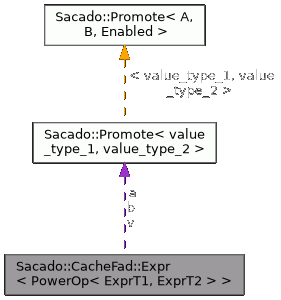 Sacado::Promote< A,
B, Enabled >
< value_type_1, value
_type_2 >
Sacado::Promote< value
_type_1, value_type_2 >
a
b
v
Sacado::CacheFad::Expr
< PowerOp< ExprT1, ExprT2 > >